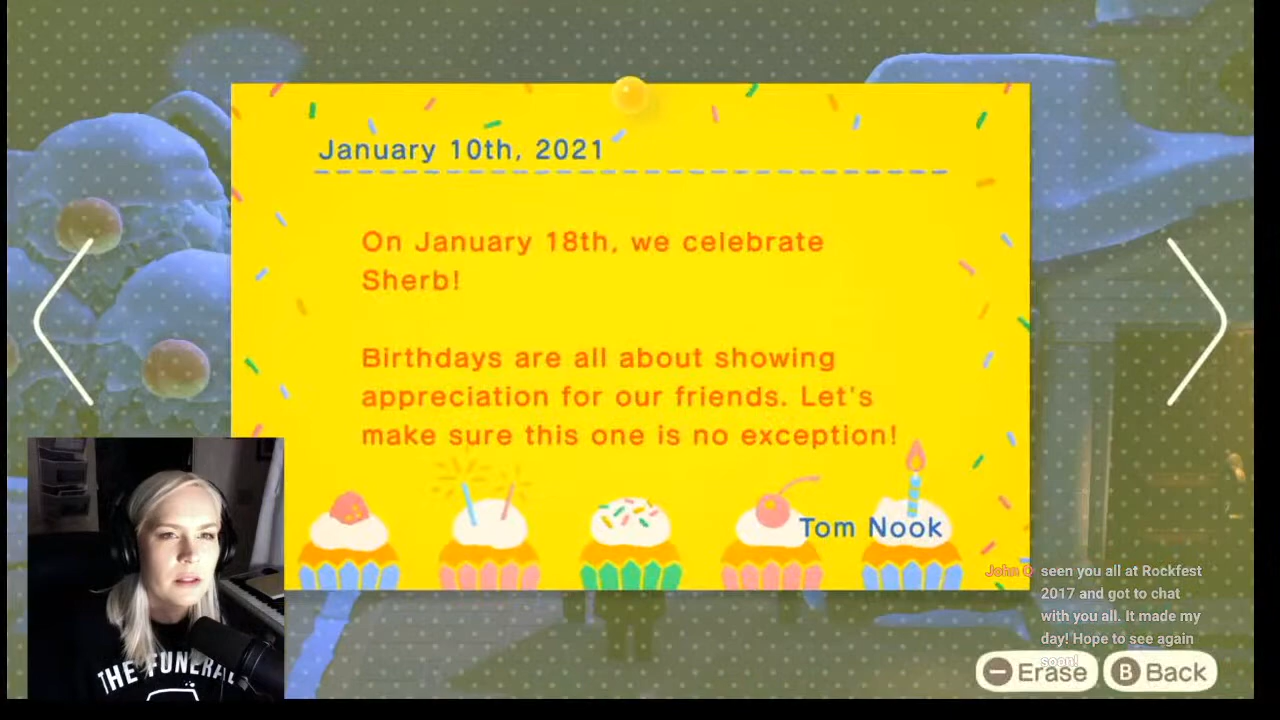 January 10th, 2021
On January 18th, we celebrate
Sherb!
Birthdays are all about showing
appreciation for our friends. Let's
make sure this one is no exception!
Tom Nook
John O seen you all at Rockfest
2017 and got to chat
with you all. It made my
day! Hope to see again
soon!
Erase
B Back
THE FUNERAL